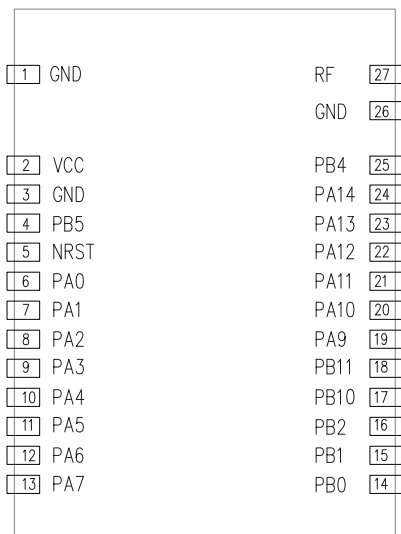 1 GND RF 27
GND 26
2 VCC PB4 25
3 GND PA14 24
4 PB5 PA13 23
5 NRST PA12 22
6 PA0 PA11 21
7 PA1 PA10 20
8 PA2 PA9 19
9 PA3 PB11 18
10 PA4 PB10 17
11 PA5 PB2 16
12 PA6 PB1 15
13 PA7 PB0 14